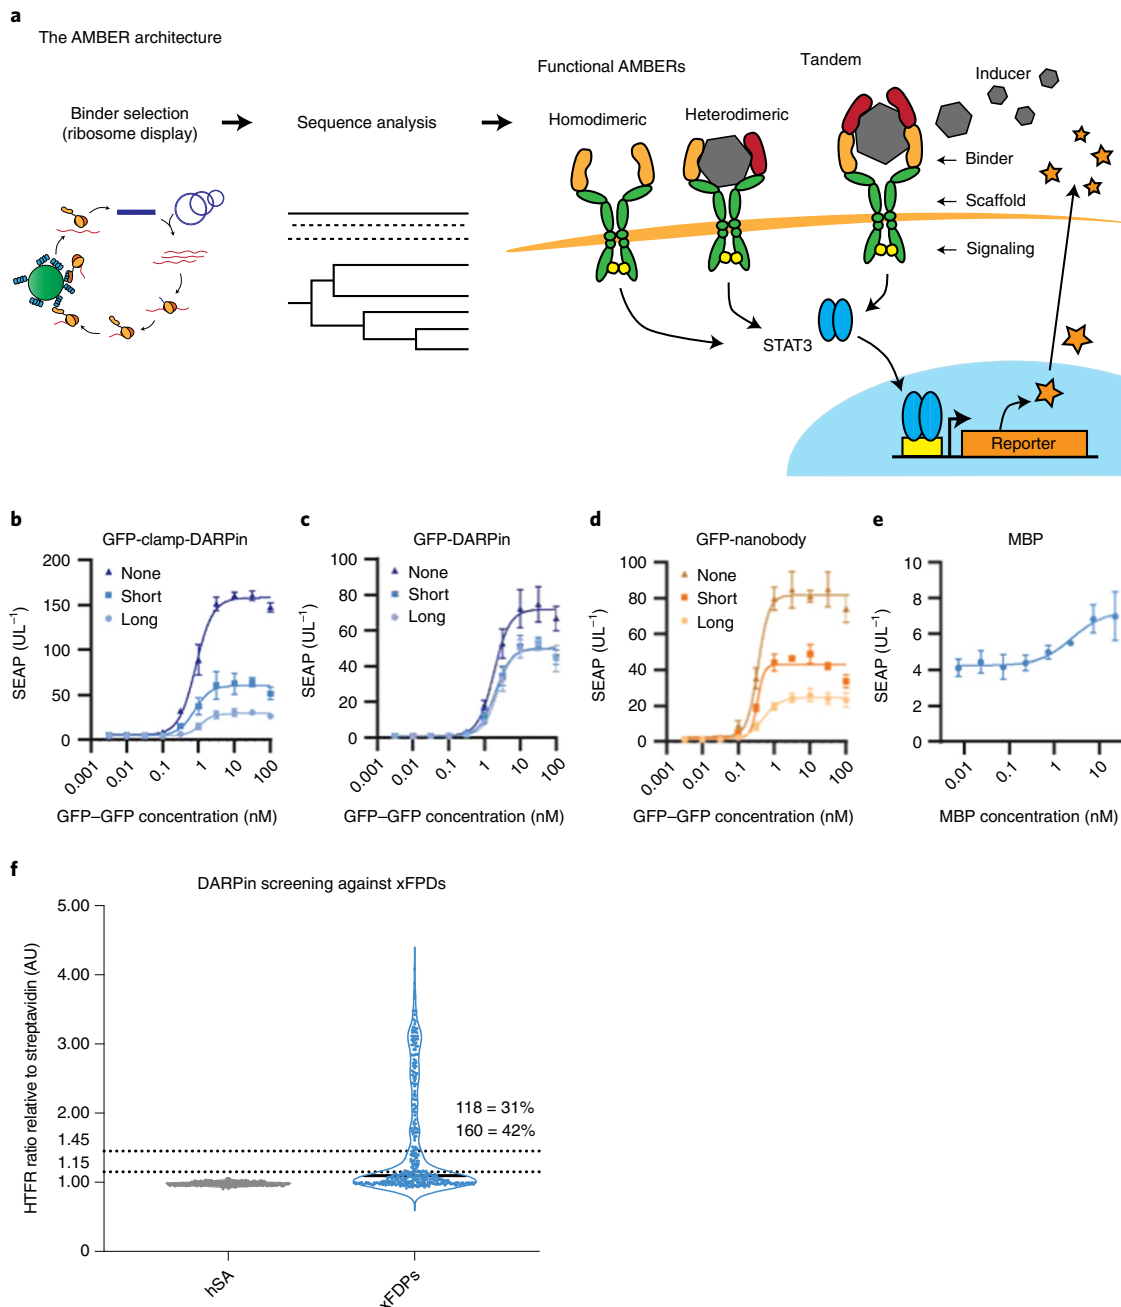 a
The AMBER architecture
Binder selection
(ribosome display)
Sequence analysis
Functional AMBERs
Homodimeric
Heterodimeric
Tandem
Inducer
Binder
Scaffold
Signaling
STAT3
Reporter
b
GFP-clamp-DARPin
200
150
100
50
0
SEAP (UL⁻¹)
None
Short
Long
0.001
0.01
0.1
1
10
100
GFP–GFP concentration (nM)
c
GFP-DARPin
100
80
60
40
20
0
SEAP (UL⁻¹)
None
Short
Long
0.001
0.01
0.1
1
10
100
GFP–GFP concentration (nM)
d
GFP-nanobody
100
80
60
40
20
0
SEAP (UL⁻¹)
None
Short
Long
0.001
0.01
0.1
1
10
100
GFP–GFP concentration (nM)
e
MBP
10
8
6
4
2
0
SEAP (UL⁻¹)
0.01
0.1
1
10
MBP concentration (nM)
f
DARPin screening against xFPDs
HTFR ratio relative to streptavidin (AU)
5.00
4.00
3.00
2.00
1.45
1.15
1.00
0
118 = 31%
160 = 42%
hSA
xFDPs